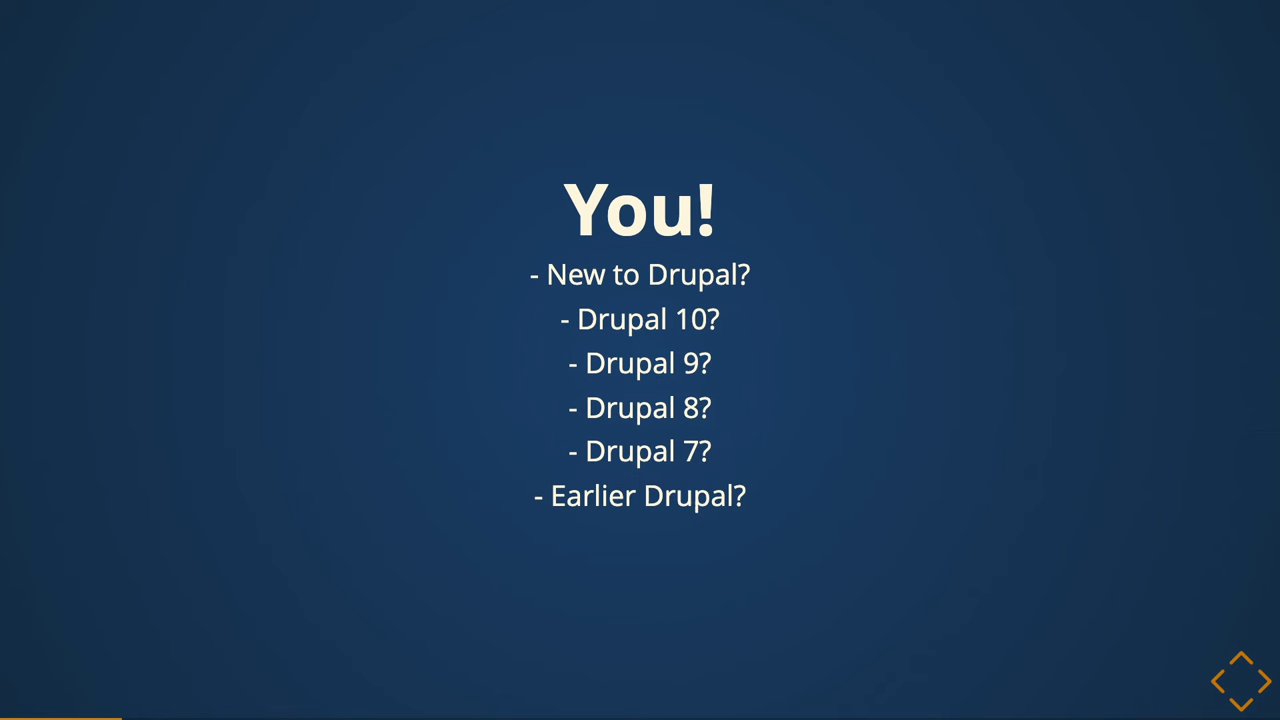 You!
- New to Drupal?
- Drupal 10?
- Drupal 9?
- Drupal 8?
- Drupal 7?
- Earlier Drupal?